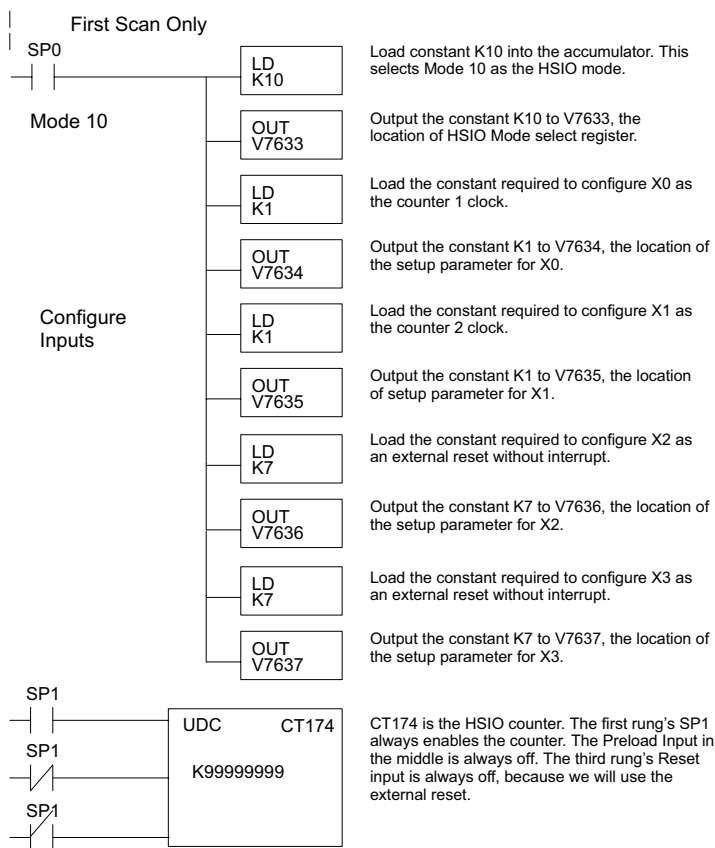 First Scan Only
SP0
LD
K10
Load constant K10 into the accumulator. This
selects Mode 10 as the HSIO mode.
Mode 10
OUT
V7633
Output the constant K10 to V7633, the
location of HSIO Mode select register.
LD
K1
Load the constant required to configure X0 as
the counter 1 clock.
OUT
V7634
Output the constant K1 to V7634, the location of
the setup parameter for X0.
Configure
Inputs
LD
K1
Load the constant required to configure X1 as
the counter 2 clock.
OUT
V7635
Output the constant K1 to V7635, the location
of setup parameter for X1.
LD
K7
Load the constant required to configure X2 as
an external reset without interrupt.
OUT
V7636
Output the constant K7 to V7636, the location of
the setup parameter for X2.
LD
K7
Load the constant required to configure X3 as
an external reset without interrupt.
OUT
V7637
Output the constant K7 to V7637, the location of
the setup parameter for X3.
SP1
SP1
SP1
UDC CT174
K99999999
CT174 is the HSIO counter. The first rung’s SP1
always enables the counter. The Preload Input in
the middle is always off. The third rung’s Reset
input is always off, because we will use the
external reset.